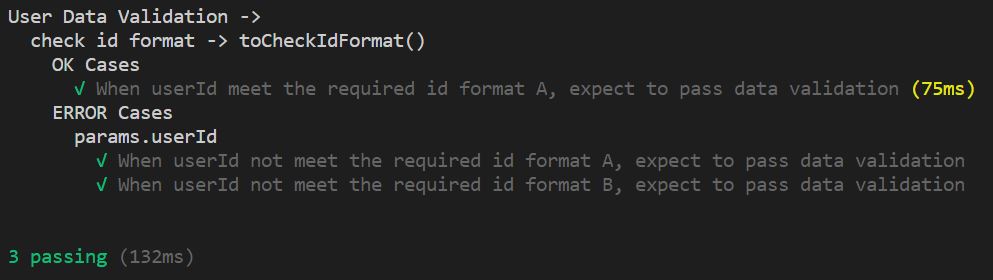 User Data Validation ->
check id format -> toCheckIdFormat()
OK Cases
✓ When userId meet the required id format A, expect to pass data validation (75ms)
ERROR Cases
params.userId
✓ When userId not meet the required id format A, expect to pass data validation
✓ When userId not meet the required id format B, expect to pass data validation
3 passing (132ms)